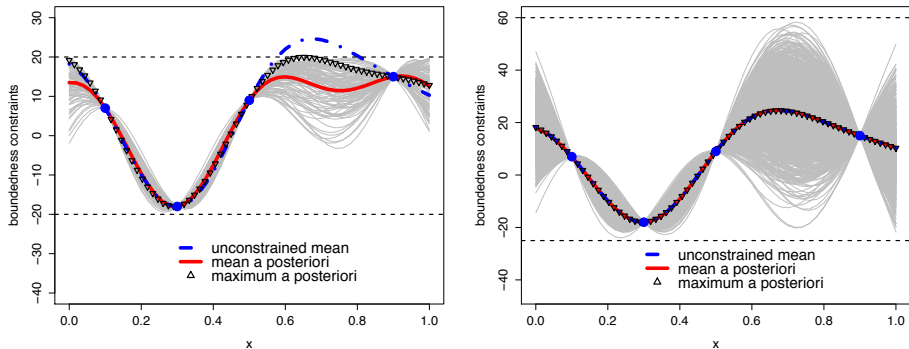 boundedness constraints
30
20
10
0
−10
−20
−30
−40
0.0 0.2 0.4 0.6 0.8 1.0
x
unconstrained mean
mean a posteriori
maximum a posteriori
boundedness constraints
60
40
20
0
−20
−40
0.0 0.2 0.4 0.6 0.8 1.0
x
unconstrained mean
mean a posteriori
maximum a posteriori